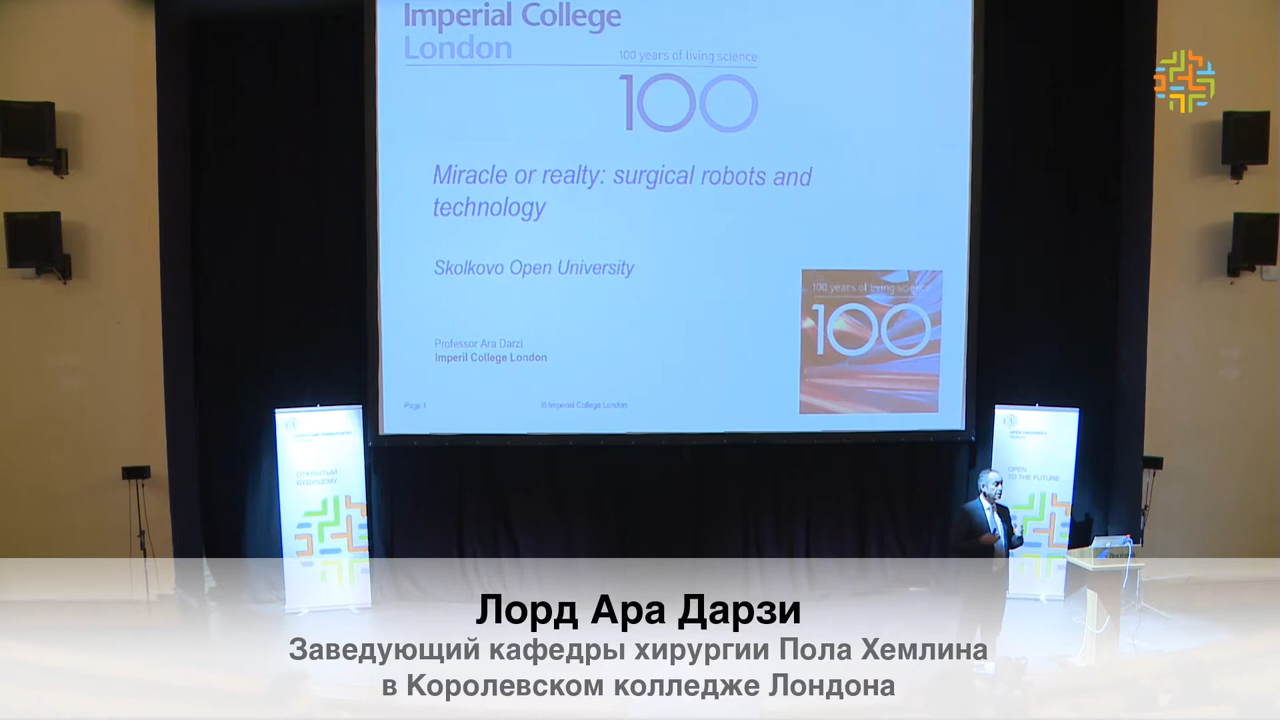 Imperial College
London
100 years of living science
100
Miracle or realty: surgical robots and
technology
Skolkovo Open University
Professor Ara Darzi
Imperil College London
Page 1
© Imperial College London
100 years of living science
100
ОТКРЫТЫЙ
БУДУЩЕМУ
OPEN
TO THE FUTURE
Лорд Ара Дарзи
Заведующий кафедры хирургии Пола Хемлина
в Королевском колледже Лондона